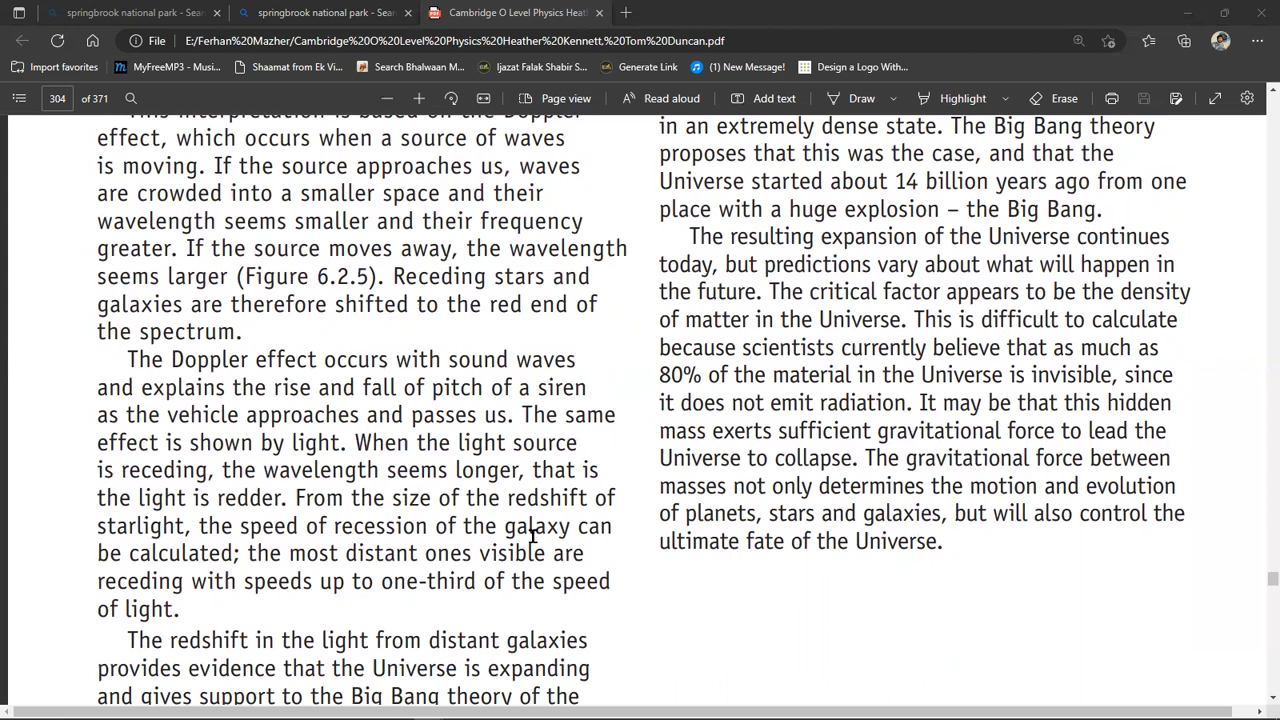 springbrook national park - Sear
springbrook national park - Sear
Cambridge O Level Physics Heath
File
E:/Ferhan%20Mazher/Cambridge%20O%20Level%20Physics%20Heather%20Kennett,%20Tom%20Duncan.pdf
Import favorites
MyFreeMP3 - Musi...
Shaamat from Ek Vi...
Search Bhalwaan M...
Ijazat Falak Shabir S...
Generate Link
(1) New Message!
Design a Logo With...
304 of 371
Page view
Read aloud
Add text
Draw
Highlight
Erase
This interpretation is based on the Doppler
effect, which occurs when a source of waves
is moving. If the source approaches us, waves
are crowded into a smaller space and their
wavelength seems smaller and their frequency
greater. If the source moves away, the wavelength
seems larger (Figure 6.2.5). Receding stars and
galaxies are therefore shifted to the red end of
the spectrum.
The Doppler effect occurs with sound waves
and explains the rise and fall of pitch of a siren
as the vehicle approaches and passes us. The same
effect is shown by light. When the light source
is receding, the wavelength seems longer, that is
the light is redder. From the size of the redshift of
starlight, the speed of recession of the galaxy can
be calculated; the most distant ones visible are
receding with speeds up to one-third of the speed
of light.
The redshift in the light from distant galaxies
provides evidence that the Universe is expanding
and gives support to the Big Bang theory of the
in an extremely dense state. The Big Bang theory
proposes that this was the case, and that the
Universe started about 14 billion years ago from one
place with a huge explosion – the Big Bang.
The resulting expansion of the Universe continues
today, but predictions vary about what will happen in
the future. The critical factor appears to be the density
of matter in the Universe. This is difficult to calculate
because scientists currently believe that as much as
80% of the material in the Universe is invisible, since
it does not emit radiation. It may be that this hidden
mass exerts sufficient gravitational force to lead the
Universe to collapse. The gravitational force between
masses not only determines the motion and evolution
of planets, stars and galaxies, but will also control the
ultimate fate of the Universe.